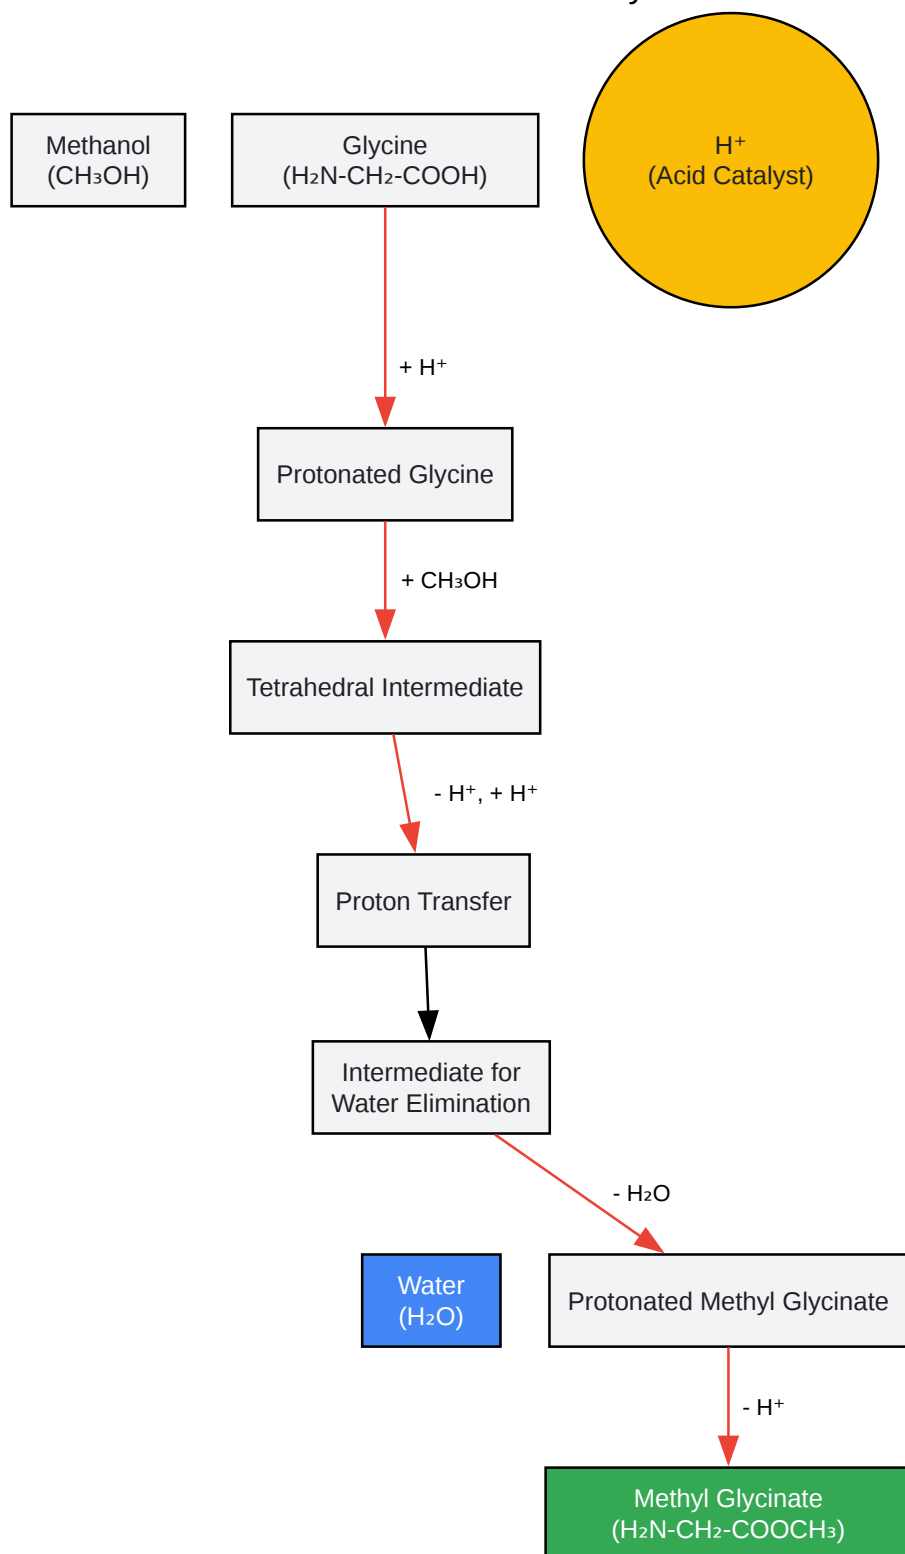 Methanol
(CH₃OH)
Glycine
(H₂N-CH₂-COOH)
H⁺
(Acid Catalyst)
+ H⁺
Protonated Glycine
+ CH₃OH
Tetrahedral Intermediate
- H⁺, + H⁺
Proton Transfer
Intermediate for
Water Elimination
- H₂O
Water
(H₂O)
Protonated Methyl Glycinate
- H⁺
Methyl Glycinate
(H₂N-CH₂-COOCH₃)